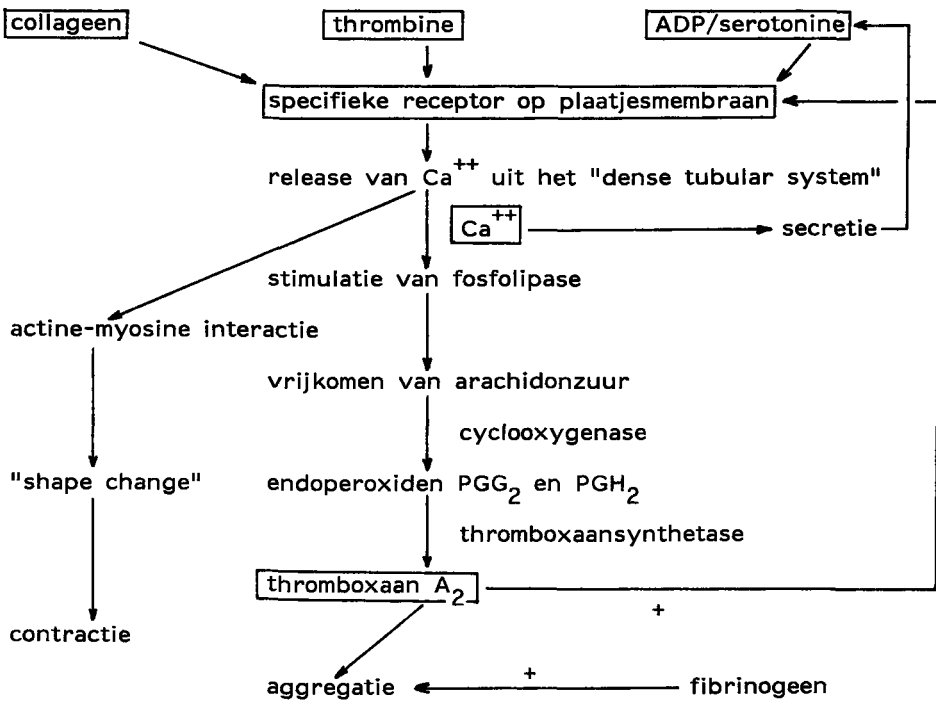 collageen
thrombine
ADP/serotonine
specifieke receptor op plaatjesmembraan
release van Ca++ uit het "dense tubular system"
Ca++
secretie
stimulatie van fosfolipase
actine-myosine interactie
vrijkomen van arachidonzuur
cyclooxygenase
"shape change"
endoperoxiden PGG2 en PGH2
thromboxaansynthetase
thromboxaan A2
+
contractie
+
aggregatie
fibrinogeen